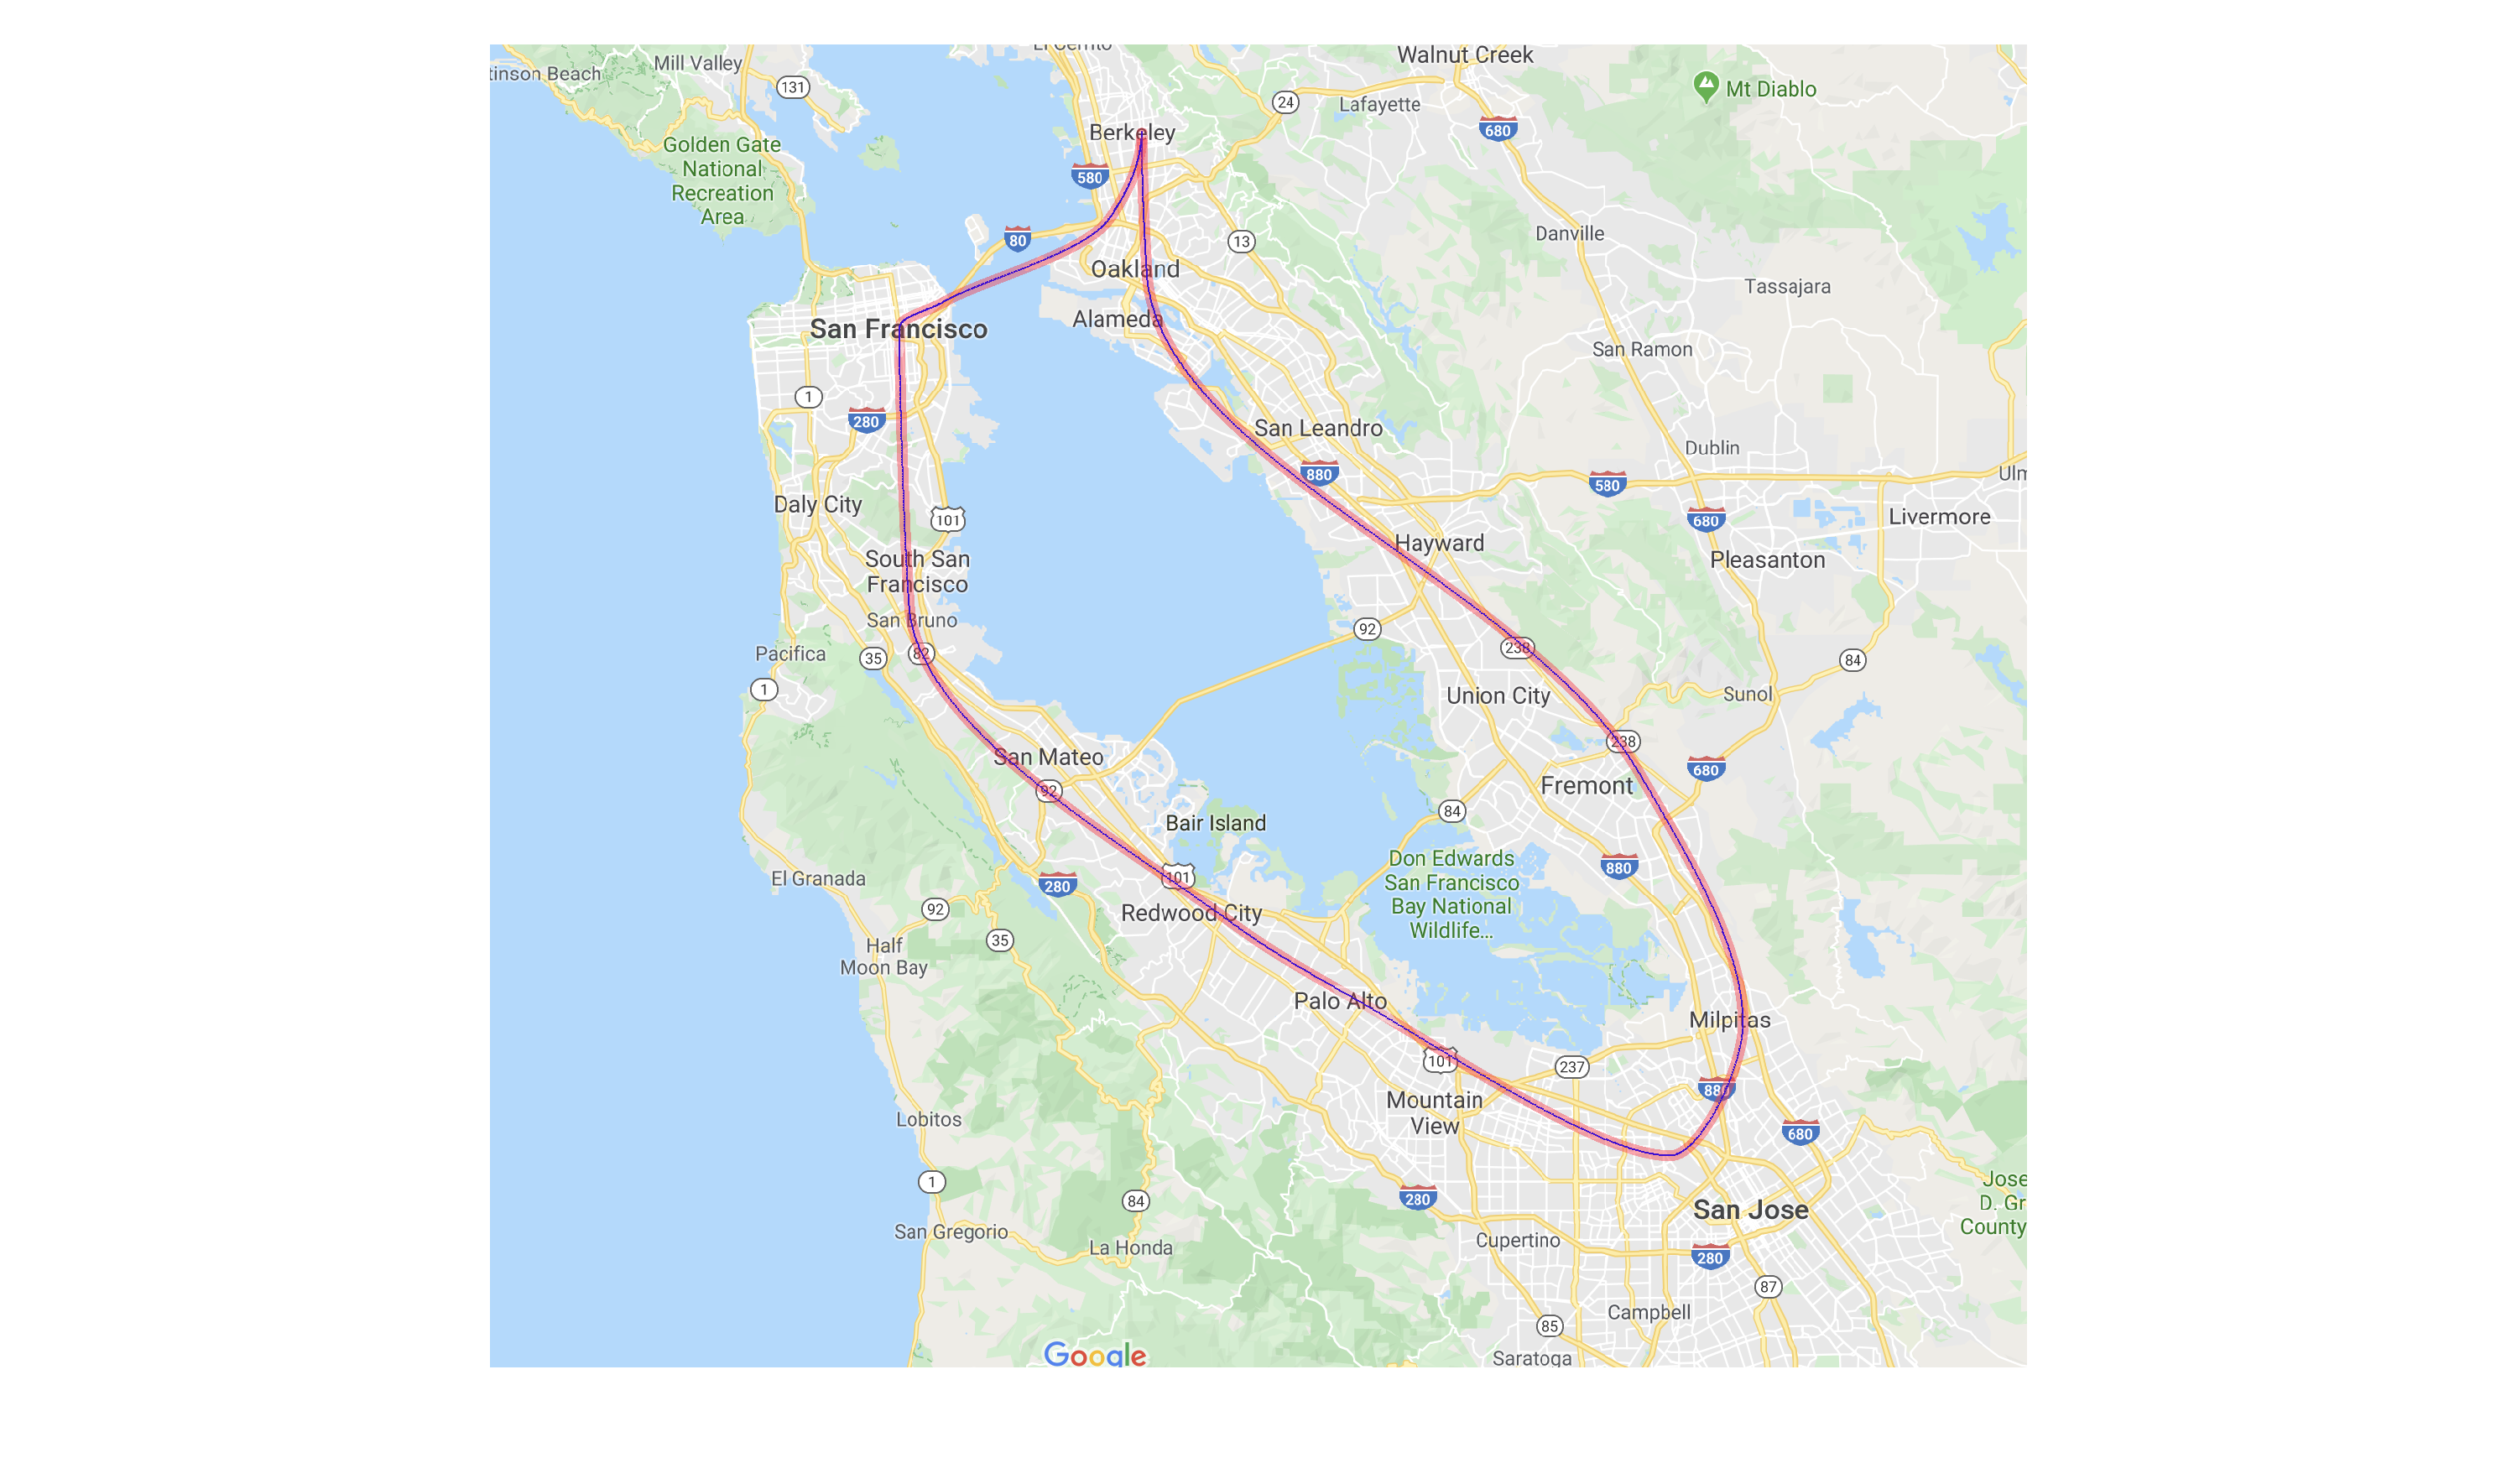 El Cerrito
Walnut Creek
tinson Beach
Mill Valley
131
24
Lafayette
Mt Diablo
680
Berkeley
Golden Gate
National
Recreation
Area
580
80
13
Danville
Oakland
Tassajara
San Francisco
Alameda
San Ramon
1
280
San Leandro
Dublin
880
580
Ulm
Daly City
101
680
Livermore
Hayward
Pleasanton
South San
Francisco
San Bruno
92
238
Pacifica
35
82
84
1
Union City
Sunol
238
San Mateo
680
92
Fremont
84
Bair Island
Don Edwards
San Francisco
Bay National
Wildlife...
880
El Granada
280
101
92
Redwood City
35
Half
Moon Bay
Palo Alto
Milpitas
101
237
880
Mountain
View
Lobitos
680
1
84
280
San Jose
Jose
D. Gr
County
San Gregorio
La Honda
Cupertino
280
87
Campbell
85
Google
Saratoga